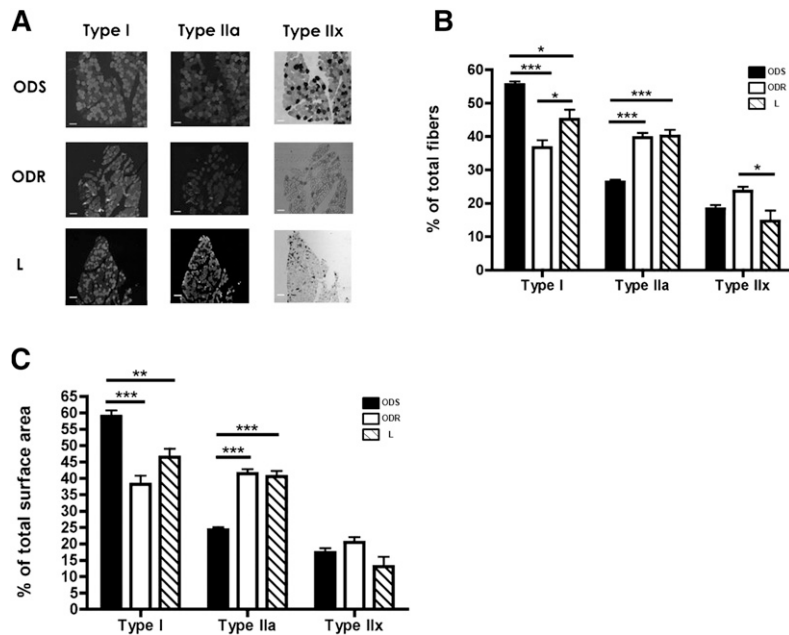 A
Type I Type IIa Type IIx
ODS
ODR
L
B
% of total fibers
60
50
40
30
20
10
0
*
***
*
***
***
*
ODS
ODR
L
Type I Type IIa Type IIx
C
% of total surface area
65
60
55
50
45
40
35
30
25
20
15
10
5
0
**
***
***
***
ODS
ODR
L
Type I Type IIa Type IIx